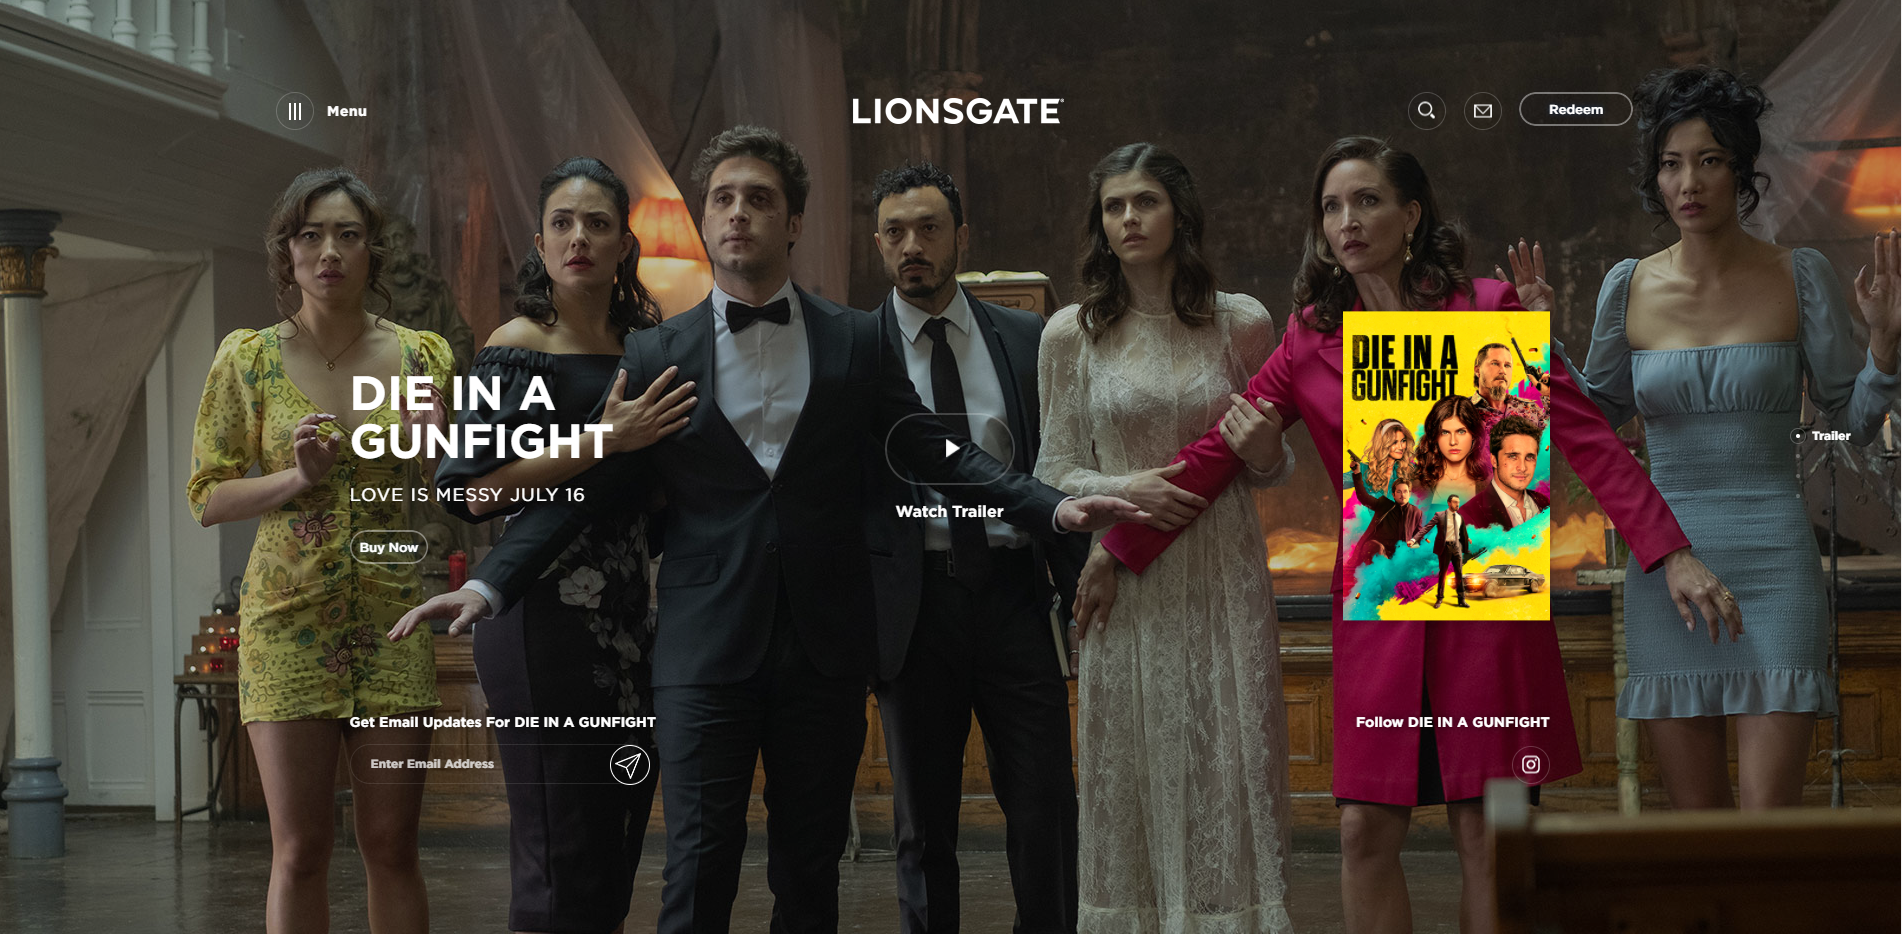 Menu
LIONSGATE
Redeem
DIE IN A
GUNFIGHT
LOVE IS MESSY JULY 16
Buy Now
Watch Trailer
DIE IN A
GUNFIGHT
Trailer
Get Email Updates For DIE IN A GUNFIGHT
Enter Email Address
Follow DIE IN A GUNFIGHT